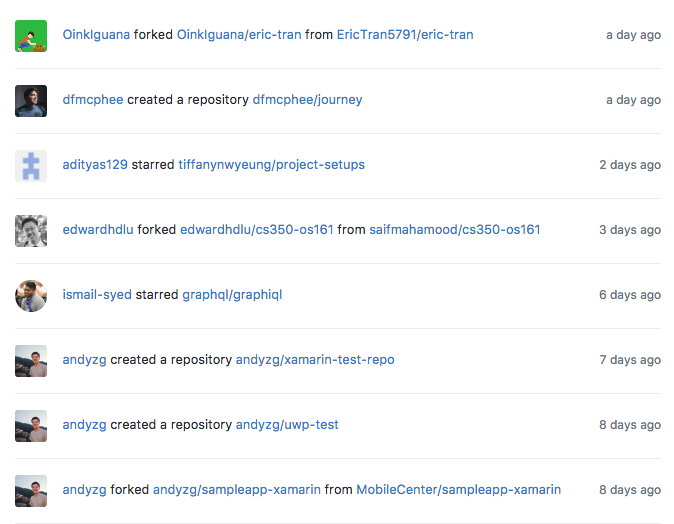 OinkIguana forked OinkIguana/eric-tran from EricTran5791/eric-tran a day ago
dfmcphee created a repository dfmcphee/journey a day ago
adityas129 starred tiffanynwyeung/project-setups 2 days ago
edwardhdlu forked edwardhdlu/cs350-os161 from saifmahamood/cs350-os161 3 days ago
ismail-syed starred graphql/graphiql 6 days ago
andyzg created a repository andyzg/xamarin-test-repo 7 days ago
andyzg created a repository andyzg/uwp-test 8 days ago
andyzg forked andyzg/sampleapp-xamarin from MobileCenter/sampleapp-xamarin 8 days ago